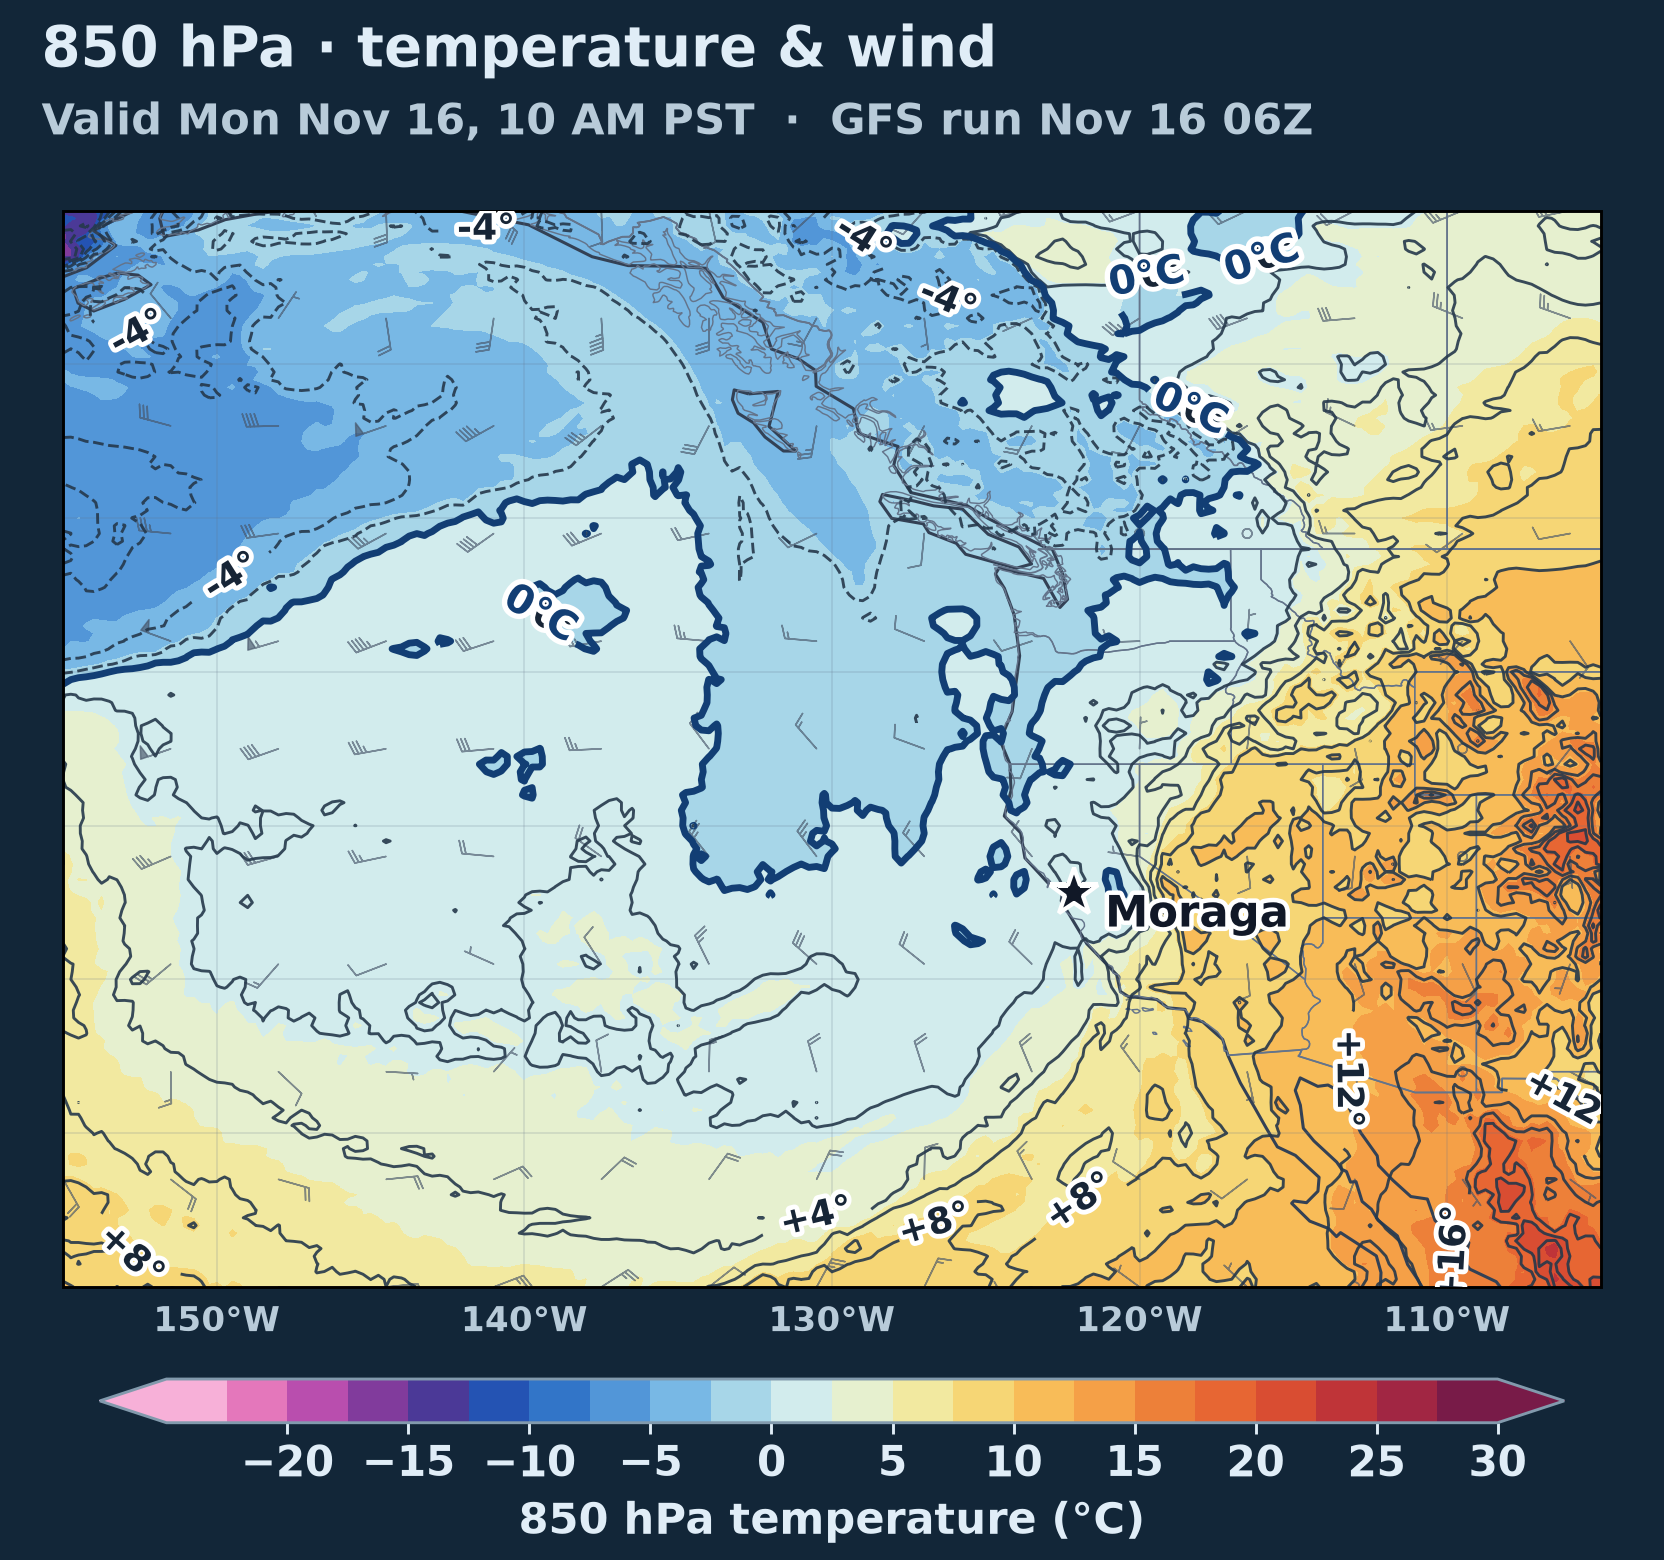 850 hPa · temperature & wind
Valid Mon Nov 16, 10 AM PST · GFS run Nov 16 06Z
-4°
-4°
0°C
0°C
-4°
-4°
0°C
-4°
0°C
Moraga
+12°
+12
+4°
+8°
+8°
+8°
+16°
150°W
140°W
130°W
120°W
110°W
−20
−15
−10
−5
0
5
10
15
20
25
30
850 hPa temperature (°C)